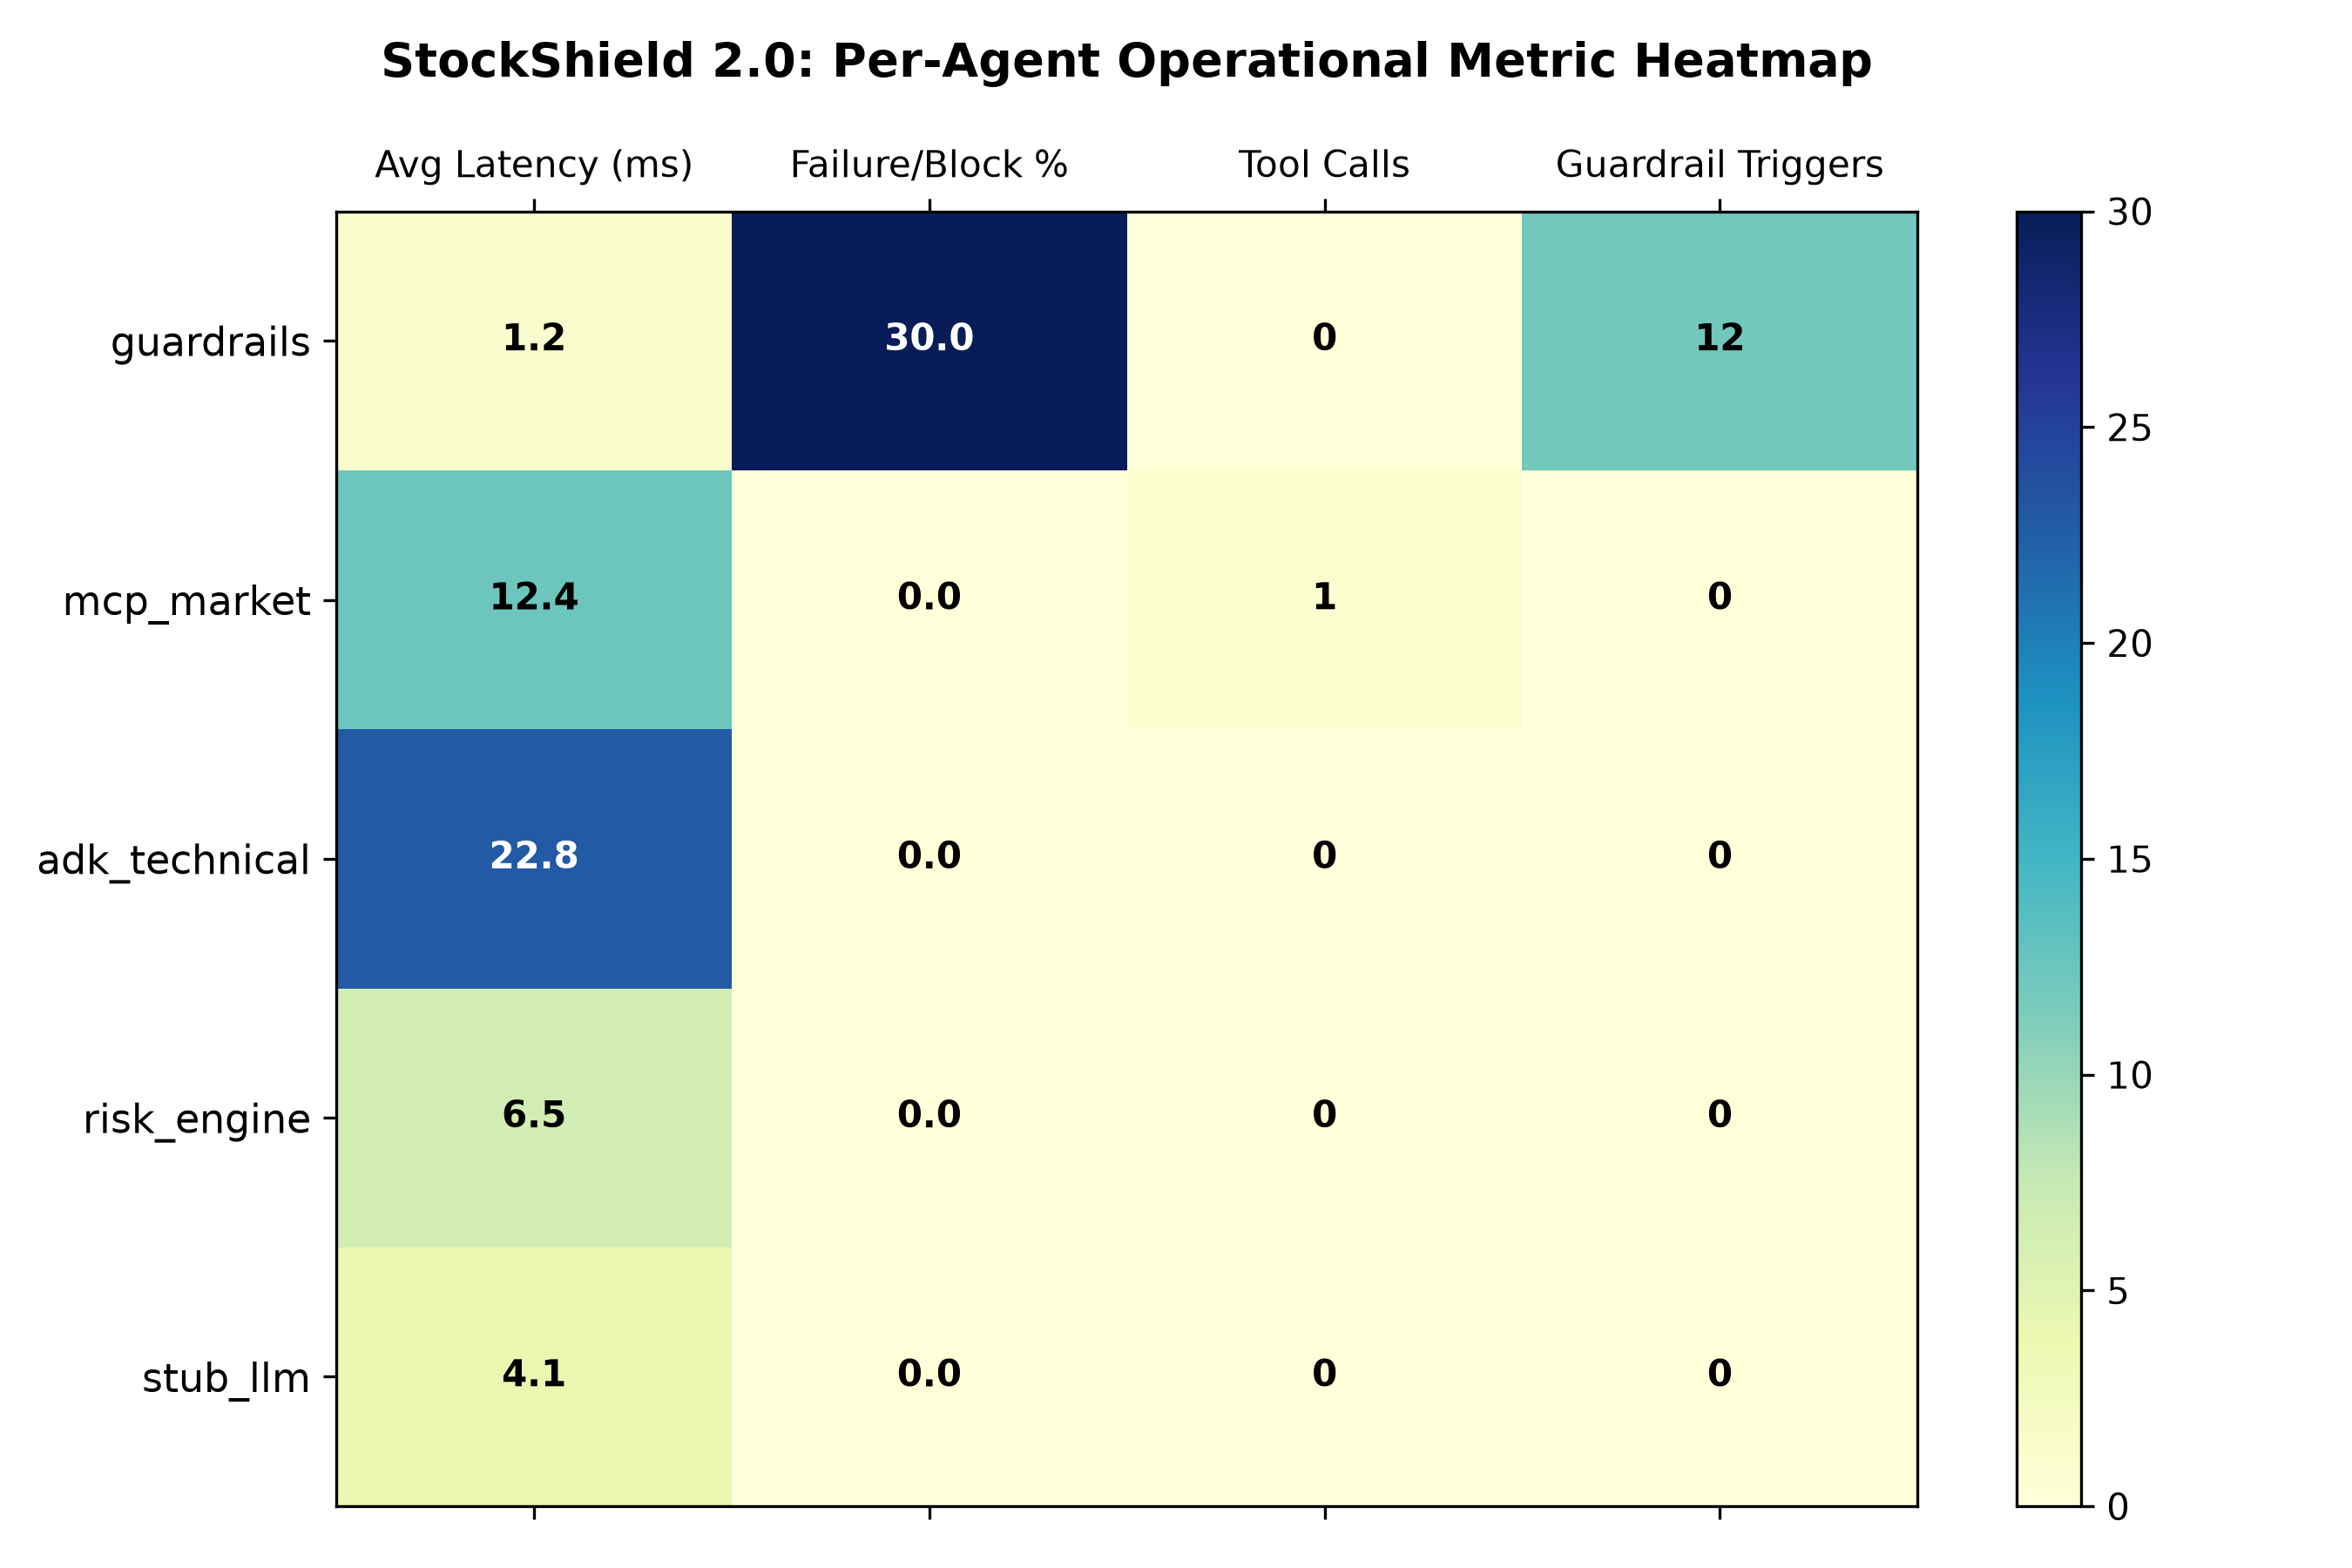 StockShield 2.0: Per-Agent Operational Metric Heatmap
Avg Latency (ms) Failure/Block % Tool Calls Guardrail Triggers
guardrails 1.2 30.0 0 12
mcp_market 12.4 0.0 1 0
adk_technical 22.8 0.0 0 0
risk_engine 6.5 0.0 0 0
stub_llm 4.1 0.0 0 0
30
25
20
15
10
5
0